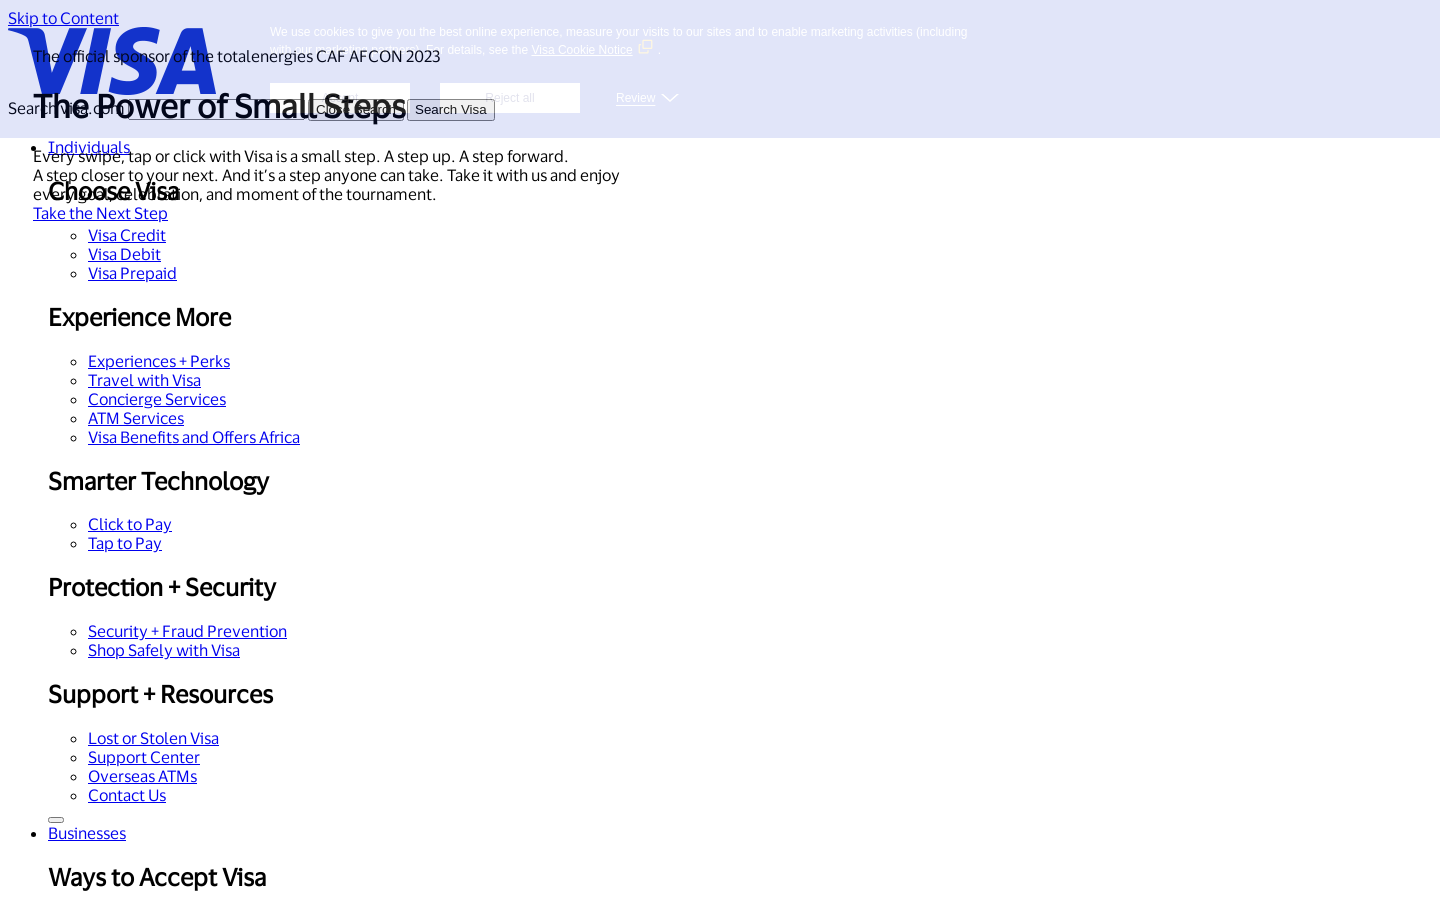 Skip to Content
VISA
We use cookies to give you the best online experience, measure your visits to our sites and to enable marketing activities (including
with our marketing partners). For details, see the Visa Cookie Notice .
The official sponsor of the totalenergies CAF AFCON 2023
Reject all
Review
The Power of Small Steps
Search visa.com
Close Search
Search Visa
Individuals
Every swipe, tap or click with Visa is a small step. A step up. A step forward.
A step closer to your next. And it's a step anyone can take. Take it with us and enjoy
every goal, celebration, and moment of the tournament.
Take the Next Step
Choose Visa
Visa Credit
Visa Debit
Visa Prepaid
Experience More
Experiences + Perks
Travel with Visa
Concierge Services
ATM Services
Visa Benefits and Offers Africa
Smarter Technology
Click to Pay
Tap to Pay
Protection + Security
Security + Fraud Prevention
Shop Safely with Visa
Support + Resources
Lost or Stolen Visa
Support Center
Overseas ATMs
Contact Us
Businesses
Ways to Accept Visa